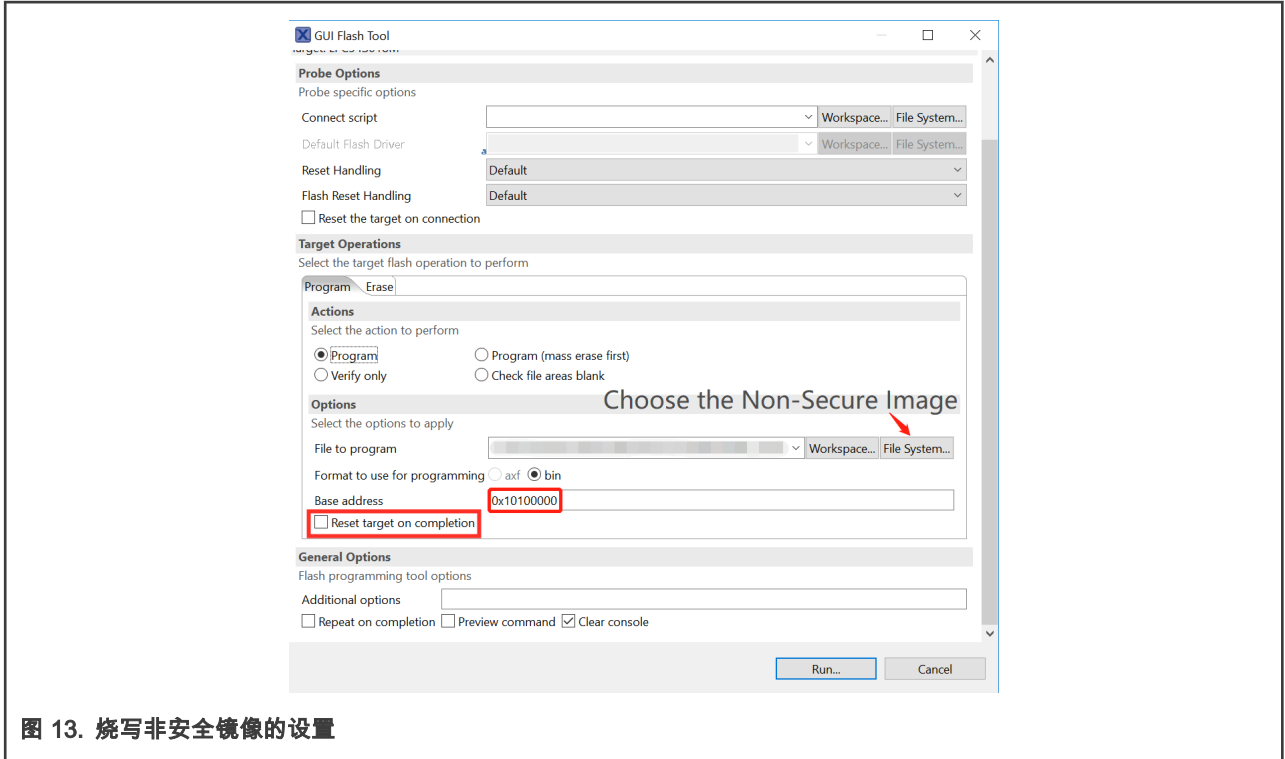 GUI Flash Tool
Probe Options
Probe specific options
Connect script Workspace... File System...
Default Flash Driver Workspace... File System...
Reset Handling Default
Flash Reset Handling Default
Reset the target on connection
Target Operations
Select the target flash operation to perform
Program Erase
Actions
Select the action to perform
Program Program (mass erase first)
Verify only Check file areas blank
Choose the Non-Secure Image
Options
Select the options to apply
File to program Workspace... File System...
Format to use for programming axf bin
Base address 0x10100000
Reset target on completion
General Options
Flash programming tool options
Additional options
Repeat on completion Preview command Clear console
Run... Cancel
图 13. 烧写非安全镜像的设置